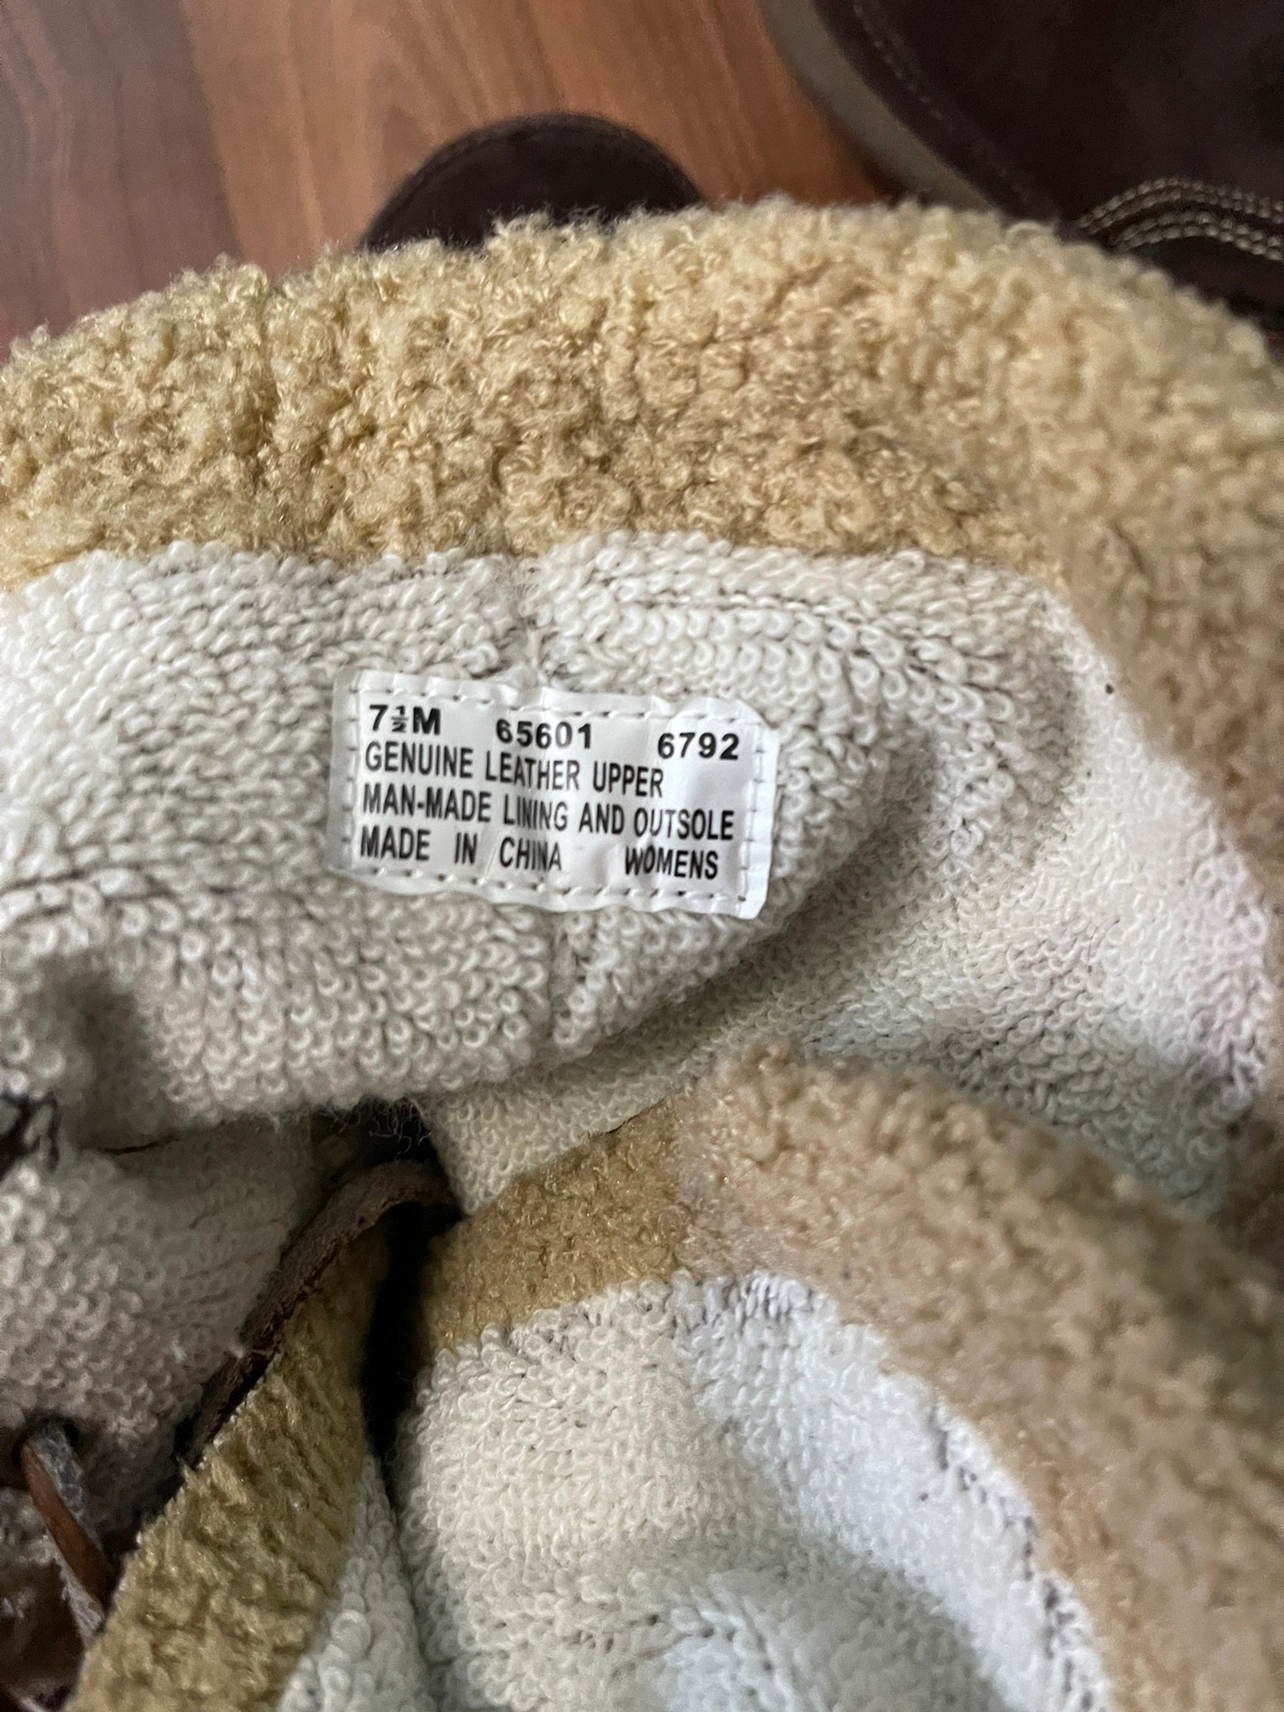 7½M 65601 6792
GENUINE LEATHER UPPER
MAN-MADE LINING AND OUTSOLE
MADE IN CHINA WOMENS